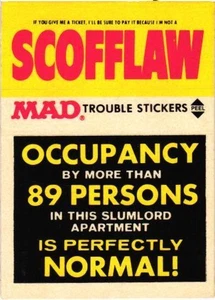 IF YOU GIVE ME A TICKET, I'LL BE SURE TO PAY IT BECAUSE I'M NOT A
SCOFFLAW
MAD® TROUBLE STICKERS PEEL
OCCUPANCY
BY MORE THAN
89 PERSONS
IN THIS SLUMLORD
APARTMENT
IS PERFECTLY
NORMAL!